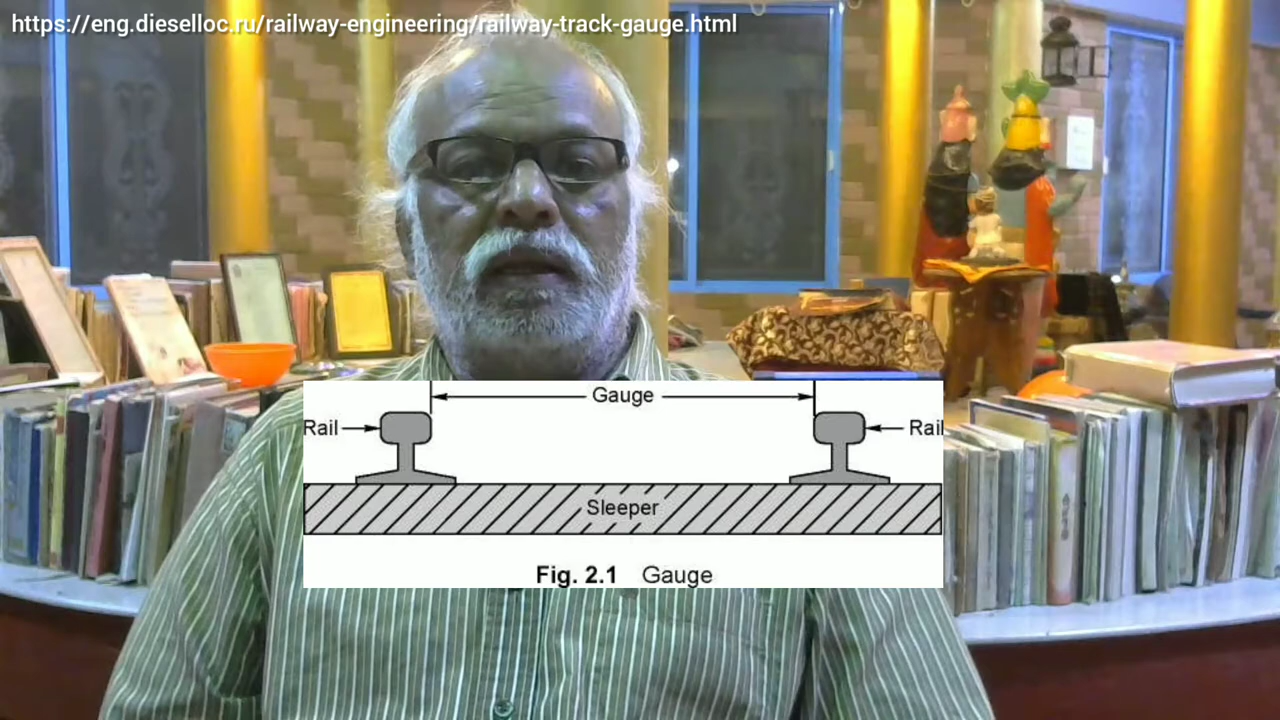 https://eng.dieselloc.ru/railway-engineering/railway-track-gauge.html
Gauge
Rail
Rail
Sleeper
Fig. 2.1 Gauge